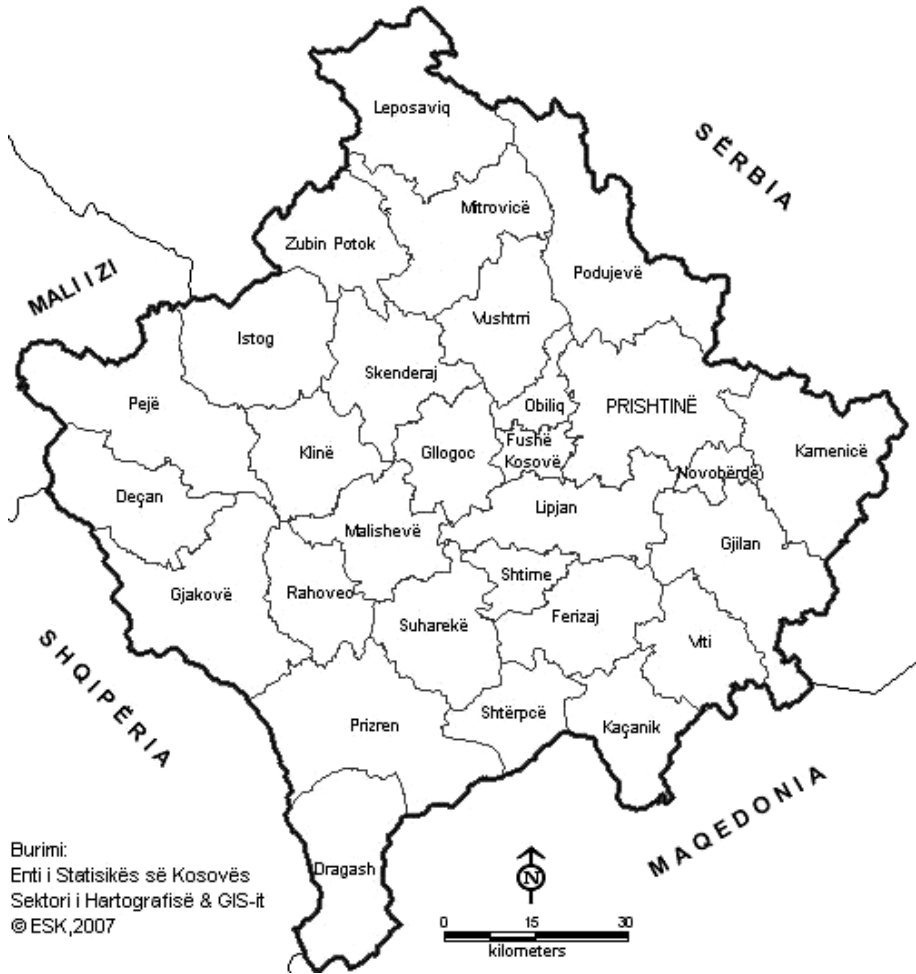 Leposaviq
SËRBIA
Mitrovicë
Zubin Potok
Podujevë
MALI I ZI
Vushtrri
Istog
Skenderaj
Pejë
Obiliq
PRISHTINË
Klinë
Gllogoc
Fushë
Kosovë
Kamenicë
Novobërdë
Deçan
Malishevë
Lipjan
Gjilan
Shtime
Gjakovë
Rahovec
Suharekë
Ferizaj
Viti
SHQIPËRIA
Prizren
Shtërpcë
Kaçanik
MAQEDONIA
Dragash
Burimi:
Enti i Statisikës së Kosovës
Sektori i Hartografisë & GIS-it
© ESK,2007
N
0 15 30
kilometers